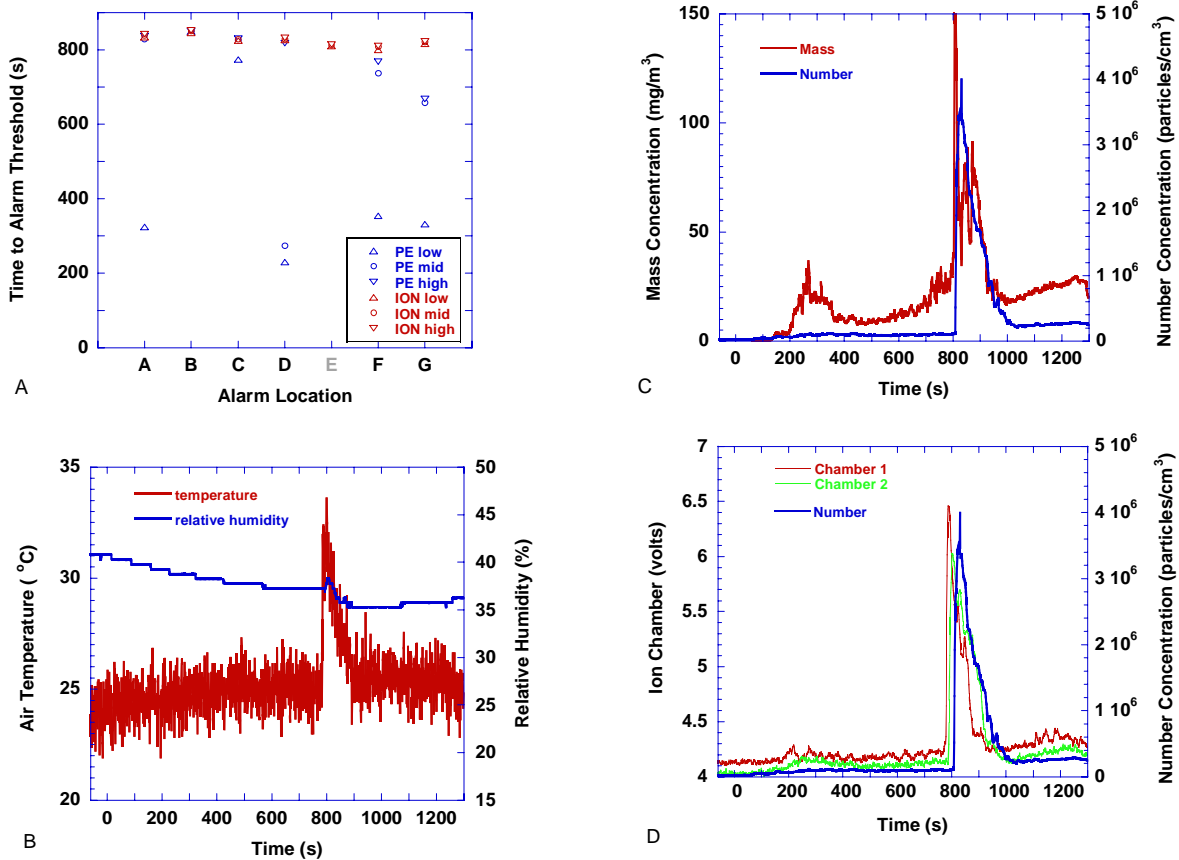 Time to Alarm Threshold (s)
800
600
400
200
0
PE low
PE mid
PE high
ION low
ION mid
ION high
A B C D E F G
Alarm Location
A
Mass Concentration (mg/m3)
150
100
50
0
Mass
Number
5 10 6
4 10 6
3 10 6
2 10 6
1 10 6
0
Number Concentration (particles/cm3)
0 200 400 600 800 1000 1200
Time (s)
C
Air Temperature ( °C)
35
30
25
20
temperature
relative humidity
50
45
40
35
30
25
20
15
Relative Humidity (%)
0 200 400 600 800 1000 1200
Time (s)
B
Ion Chamber (volts)
7
6.5
6
5.5
5
4.5
4
Chamber 1
Chamber 2
Number
5 10 6
4 10 6
3 10 6
2 10 6
1 10 6
0
Number Concentration (particles/cm3)
0 200 400 600 800 1000 1200
Time (s)
D